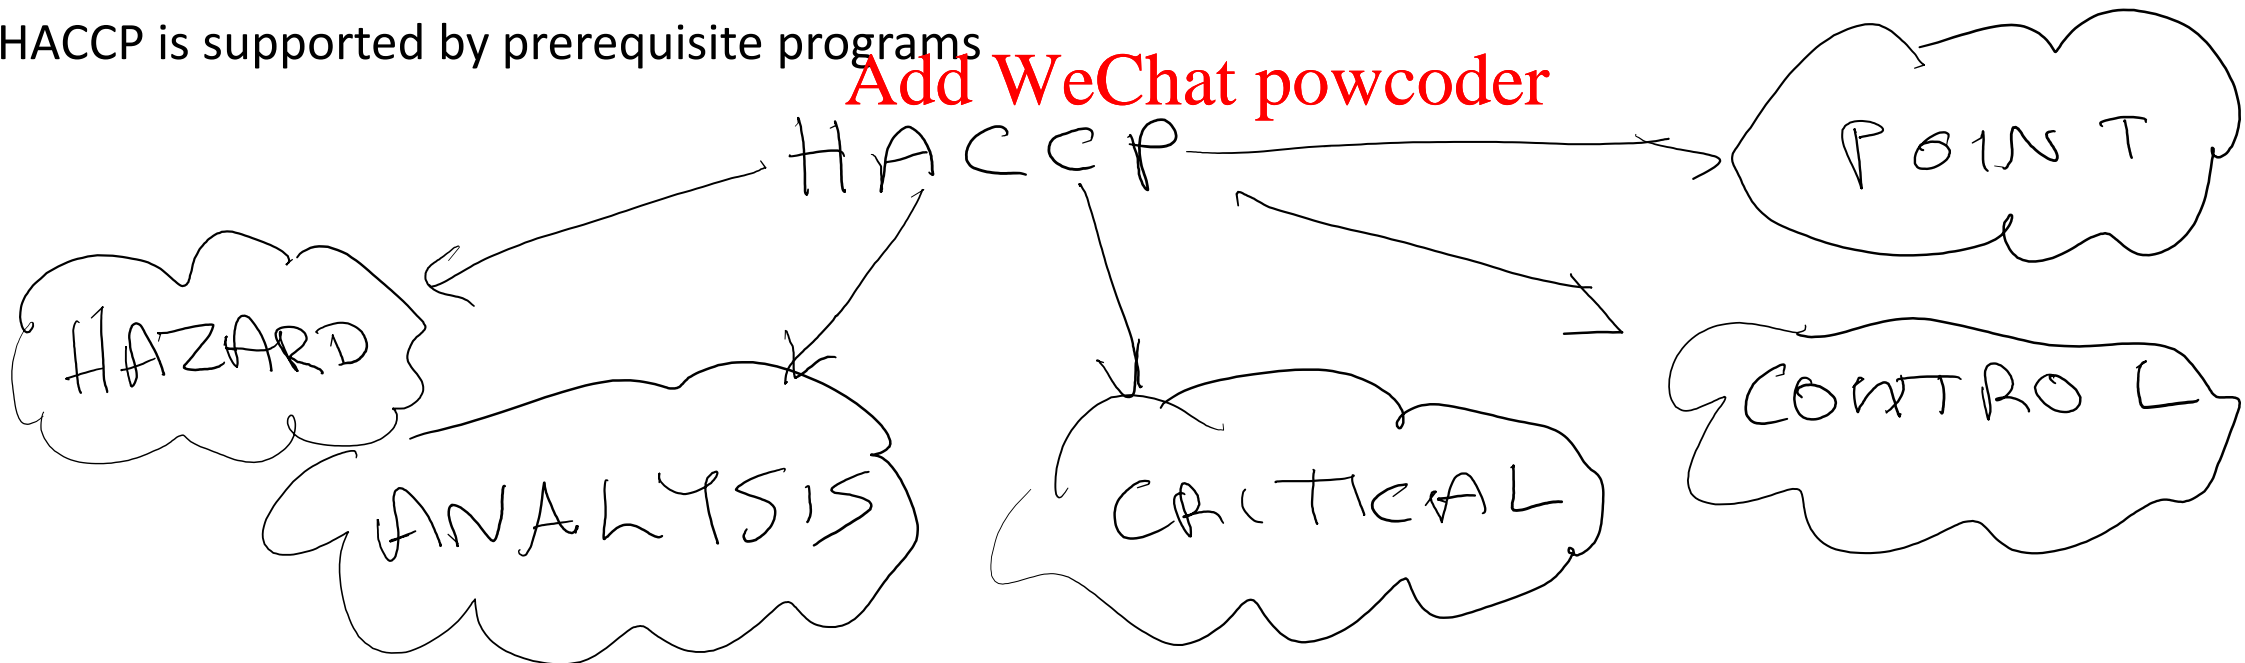 HACCP is supported by prerequisite programs
Add WeChat powcoder
HACCP
POINT
HAZARD
CONTROL
ANALYSIS
CRITICAL